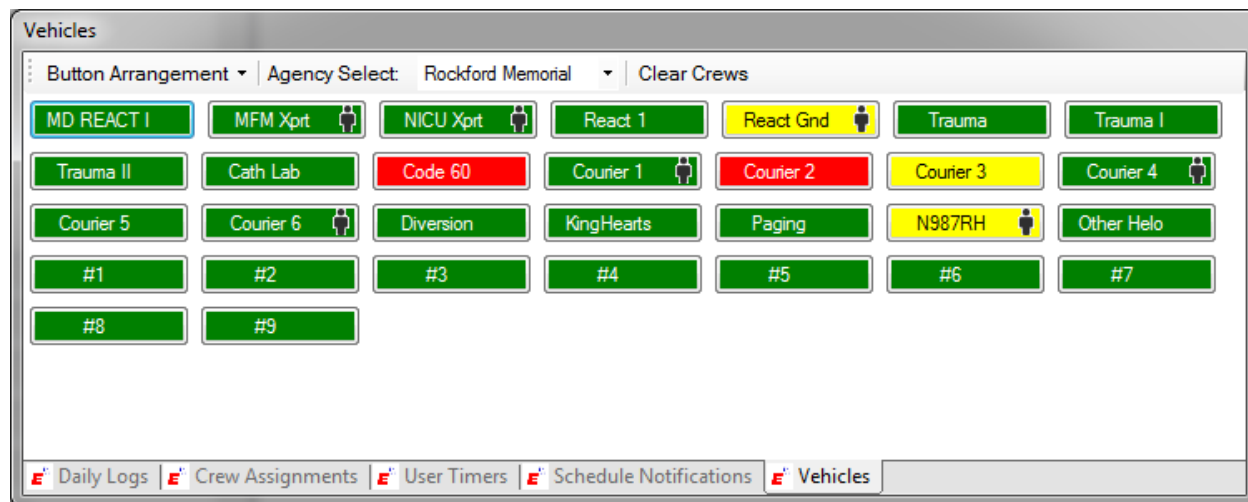 Vehicles
Button Arrangement Agency Select: Rockford Memorial Clear Crews
MD REACT I MFM Xprt NICU Xprt React 1 React Gnd Trauma Trauma I
Trauma II Cath Lab Code 60 Courier 1 Courier 2 Courier 3 Courier 4
Courier 5 Courier 6 Diversion KingHearts Paging N987RH Other Helo
#1 #2 #3 #4 #5 #6 #7
#8 #9
E Daily Logs E Crew Assignments E User Timers E Schedule Notifications E Vehicles